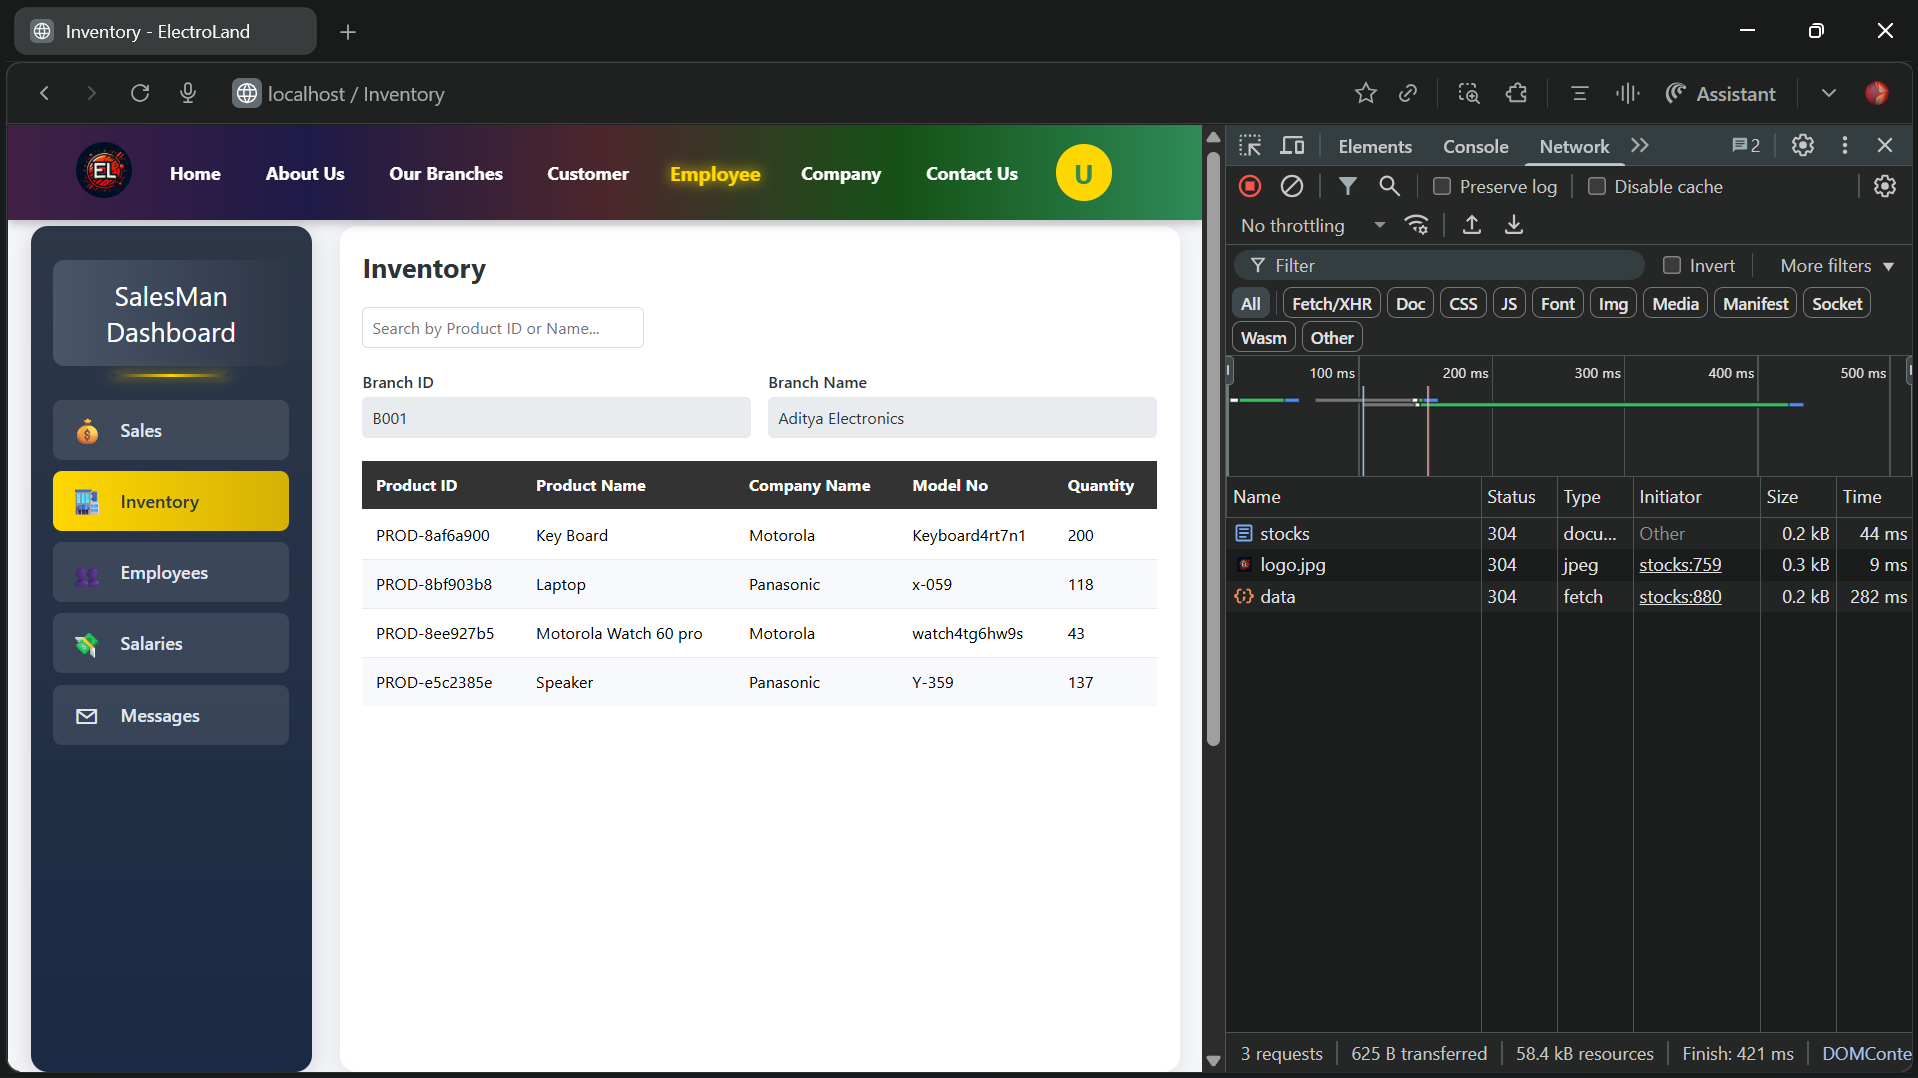 Inventory - ElectroLand
localhost / Inventory
Assistant
EL
Home About Us Our Branches Customer Employee Company Contact Us U
SalesMan
Dashboard
Sales
Inventory
Employees
Salaries
Messages
Inventory
Search by Product ID or Name...
Branch ID Branch Name
B001 Aditya Electronics
Product ID Product Name Company Name Model No Quantity
PROD-8af6a900 Key Board Motorola Keyboard4rt7n1 200
PROD-8bf903b8 Laptop Panasonic x-059 118
PROD-8ee927b5 Motorola Watch 60 pro Motorola watch4tg6hw9s 43
PROD-e5c2385e Speaker Panasonic Y-359 137
Elements Console Network 2
Preserve log Disable cache
No throttling
Filter Invert More filters
All Fetch/XHR Doc CSS JS Font Img Media Manifest Socket
Wasm Other
100 ms 200 ms 300 ms 400 ms 500 ms
Name Status Type Initiator Size Time
stocks 304 docu... Other 0.2 kB 44 ms
logo.jpg 304 jpeg stocks:759 0.3 kB 9 ms
data 304 fetch stocks:880 0.2 kB 282 ms
3 requests 625 B transferred 58.4 kB resources Finish: 421 ms DOMConte